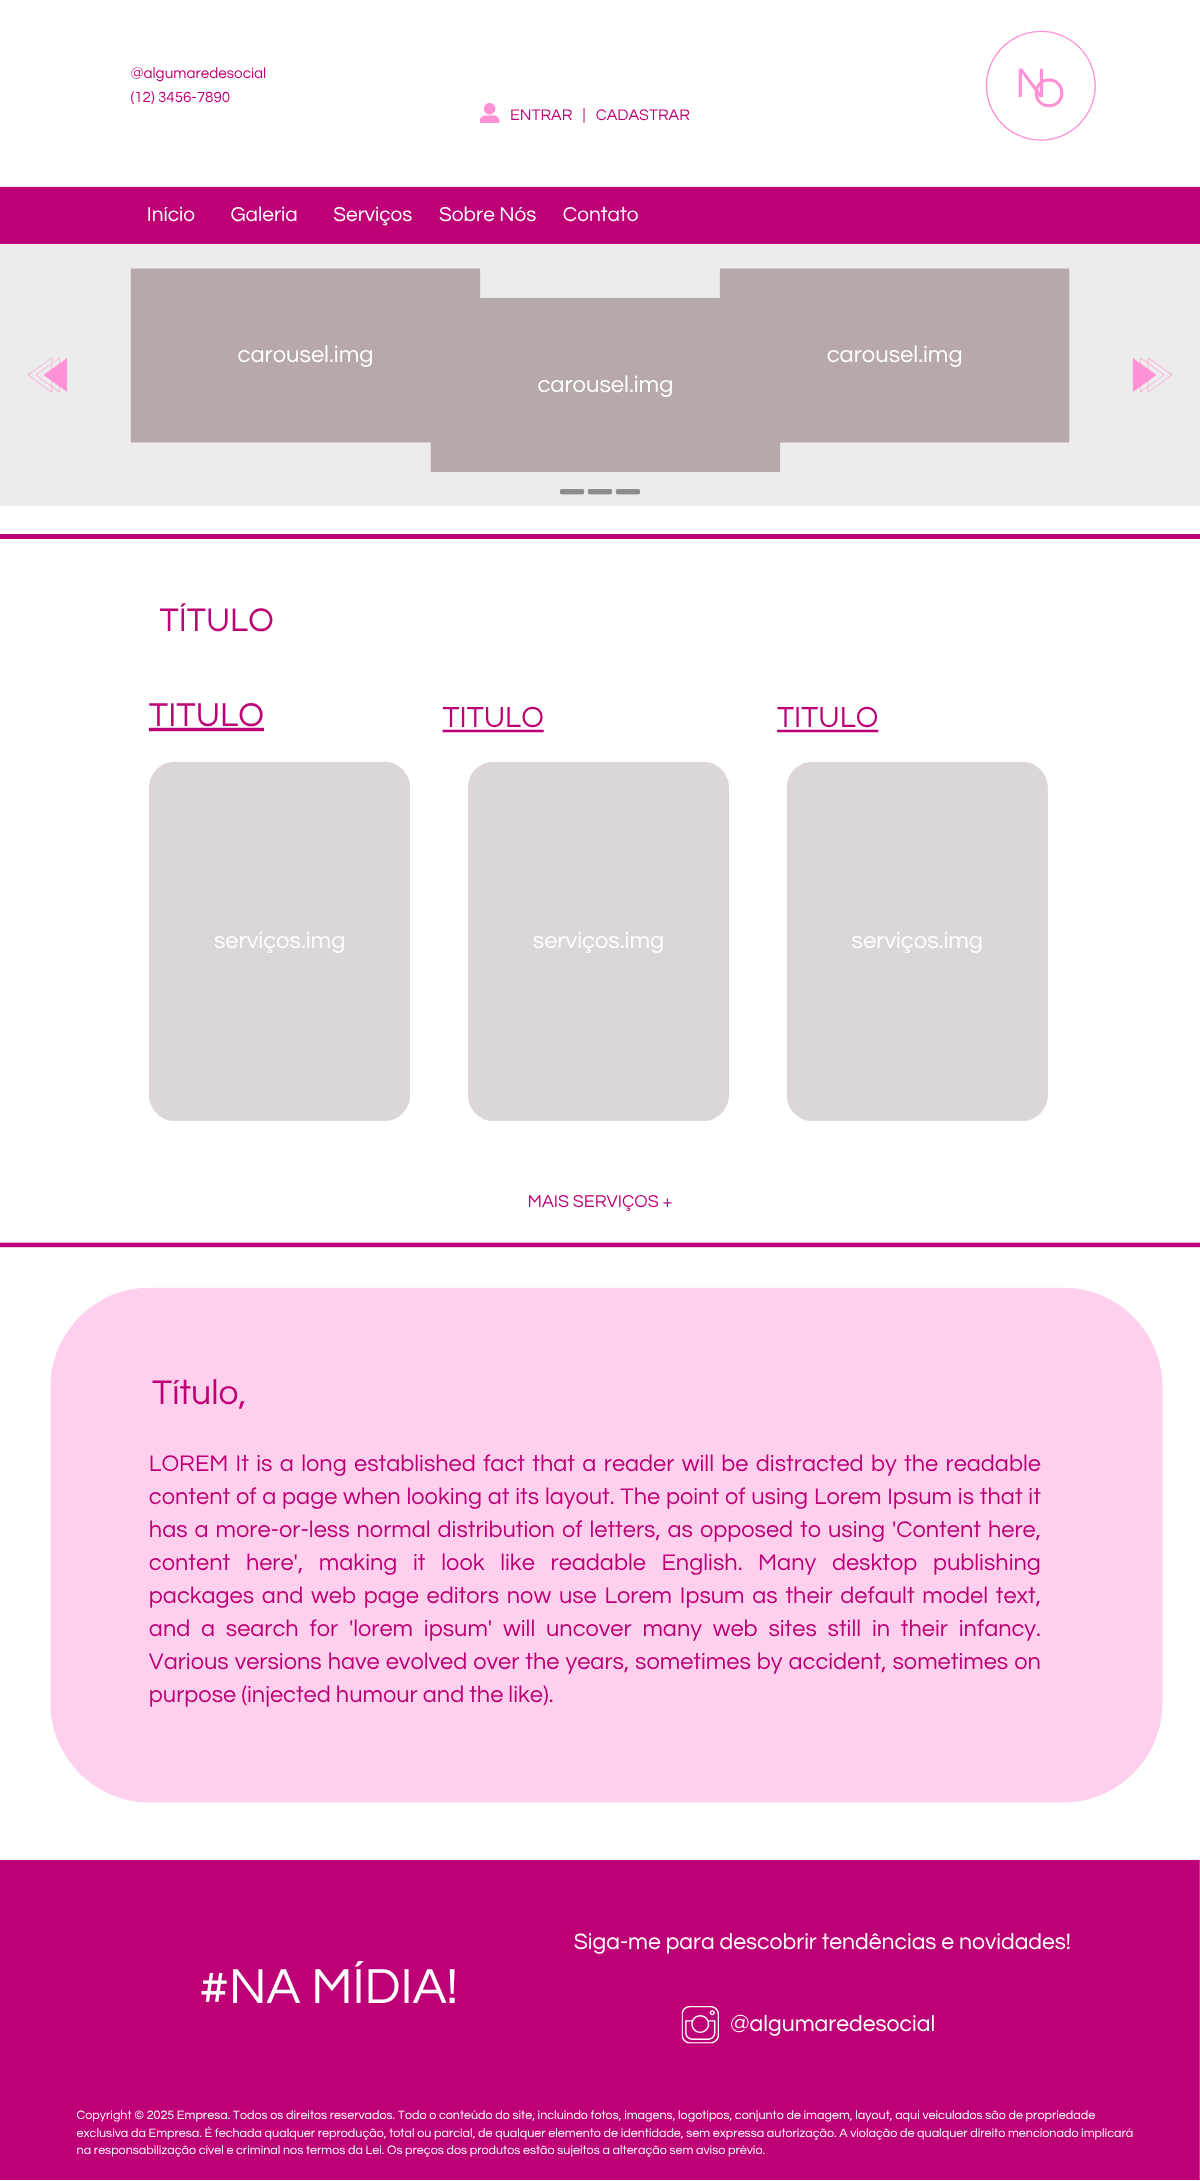 @algumaredesocial
(12) 3456-7890
ENTRAR | CADASTRAR
NO
Início Galeria Serviços Sobre Nós Contato
carousel.img
carousel.img
carousel.img
TÍTULO
TITULO
TITULO
TITULO
serviços.img
serviços.img
serviços.img
MAIS SERVIÇOS +
Título,
LOREM It is a long established fact that a reader will be distracted by the readable
content of a page when looking at its layout. The point of using Lorem Ipsum is that it
has a more-or-less normal distribution of letters, as opposed to using 'Content here,
content here', making it look like readable English. Many desktop publishing
packages and web page editors now use Lorem Ipsum as their default model text,
and a search for 'lorem ipsum' will uncover many web sites still in their infancy.
Various versions have evolved over the years, sometimes by accident, sometimes on
purpose (injected humour and the like).
#NA MÍDIA!
Siga-me para descobrir tendências e novidades!
@algumaredesocial
Copyright © 2025 Empresa. Todos os direitos reservados. Todo o conteúdo do site, incluindo fotos, imagens, logotipos, conjunto de imagem, layout, aqui veiculados são de propriedade
exclusiva da Empresa. É fechada qualquer reprodução, total ou parcial, de qualquer elemento de identidade, sem expressa autorização. A violação de qualquer direito mencionado implicará
na responsabilização civel e criminal nos termos da Lei. Os preços dos produtos estão sujeitos a alteração sem aviso prévio.